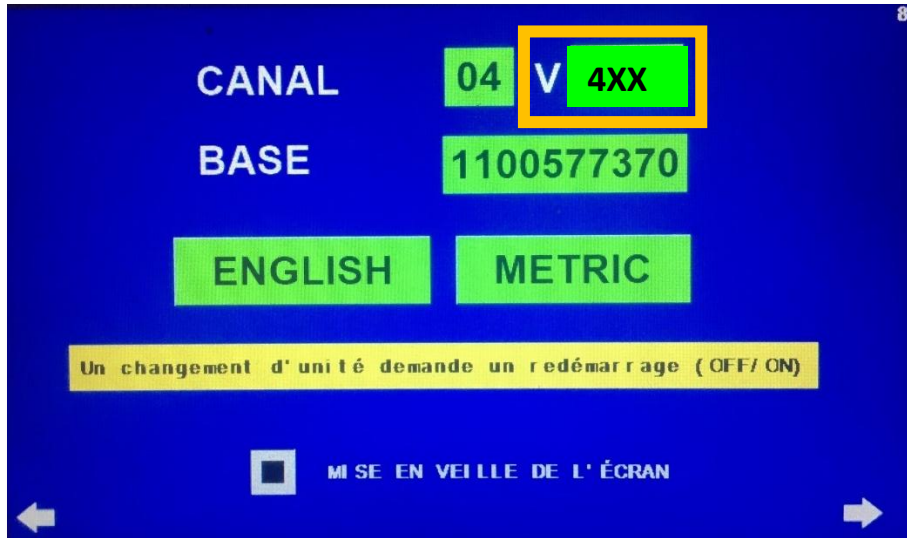 8
CANAL 04 V 4XX
BASE 1100577370
ENGLISH METRIC
Un changement d'unité demande un redémarrage (OFF/ON)
MISE EN VEILLE DE L'ÉCRAN